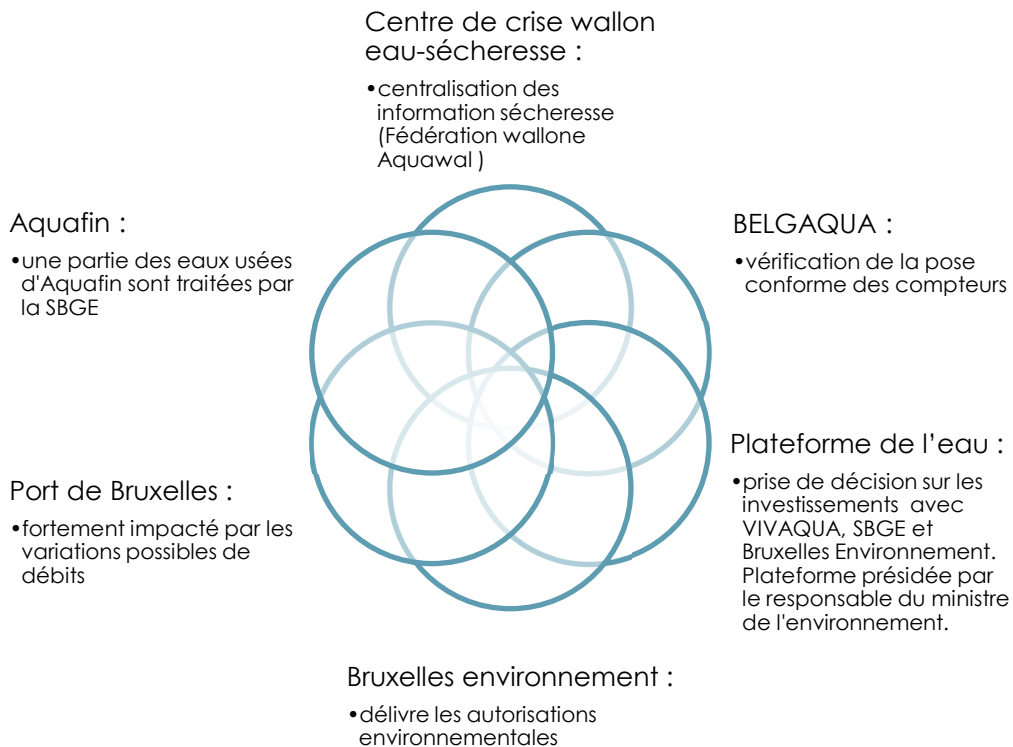 Centre de crise wallon
eau-sécheresse :
•centralisation des
information sécheresse
(Fédération wallone
Aquawal )
BELGAQUA :
•vérification de la pose
conforme des compteurs
Plateforme de l'eau :
•prise de décision sur les
investissements avec
VIVAQUA, SBGE et
Bruxelles Environnement.
Plateforme présidée par
le responsable du ministre
de l'environnement.
Bruxelles environnement :
•délivre les autorisations
environnementales
Port de Bruxelles :
•fortement impacté par les
variations possibles de
débits
Aquafin :
•une partie des eaux usées
d'Aquafin sont traitées par
la SBGE